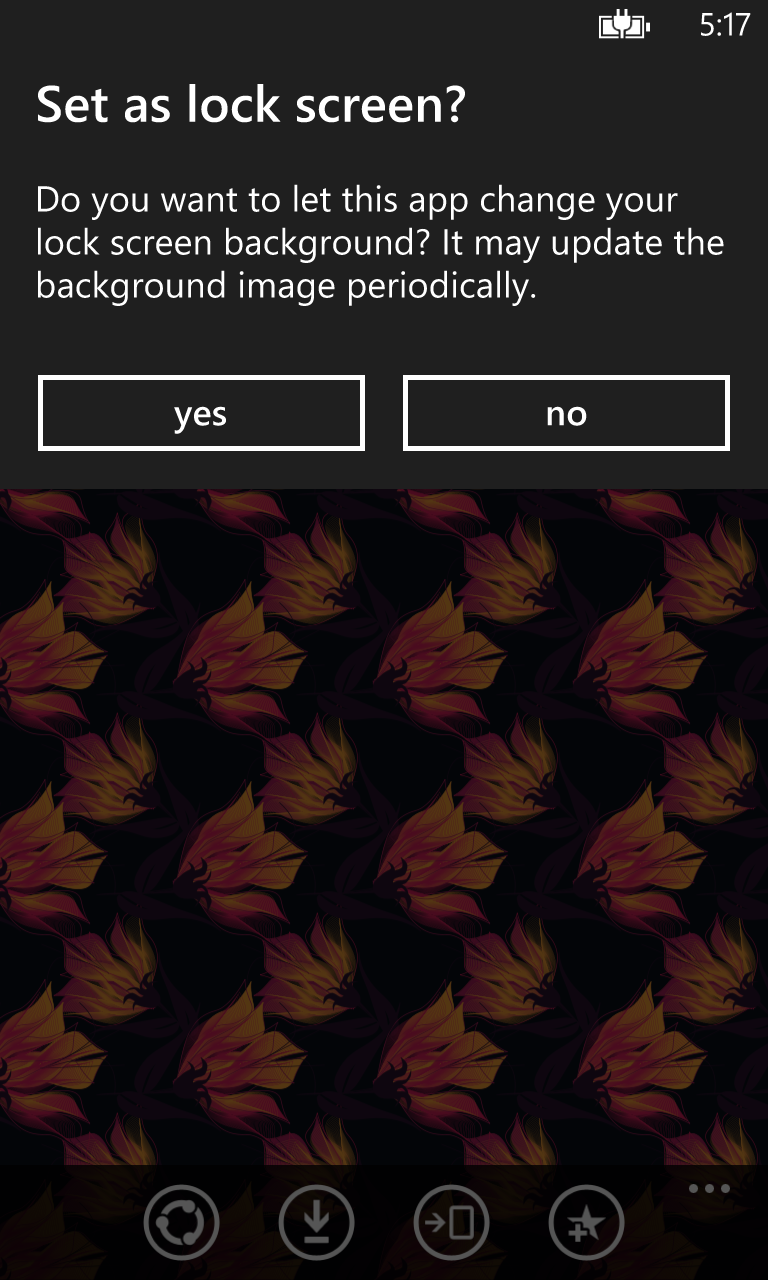 5:17
Set as lock screen?
Do you want to let this app change your
lock screen background? It may update the
background image periodically.
yes
no